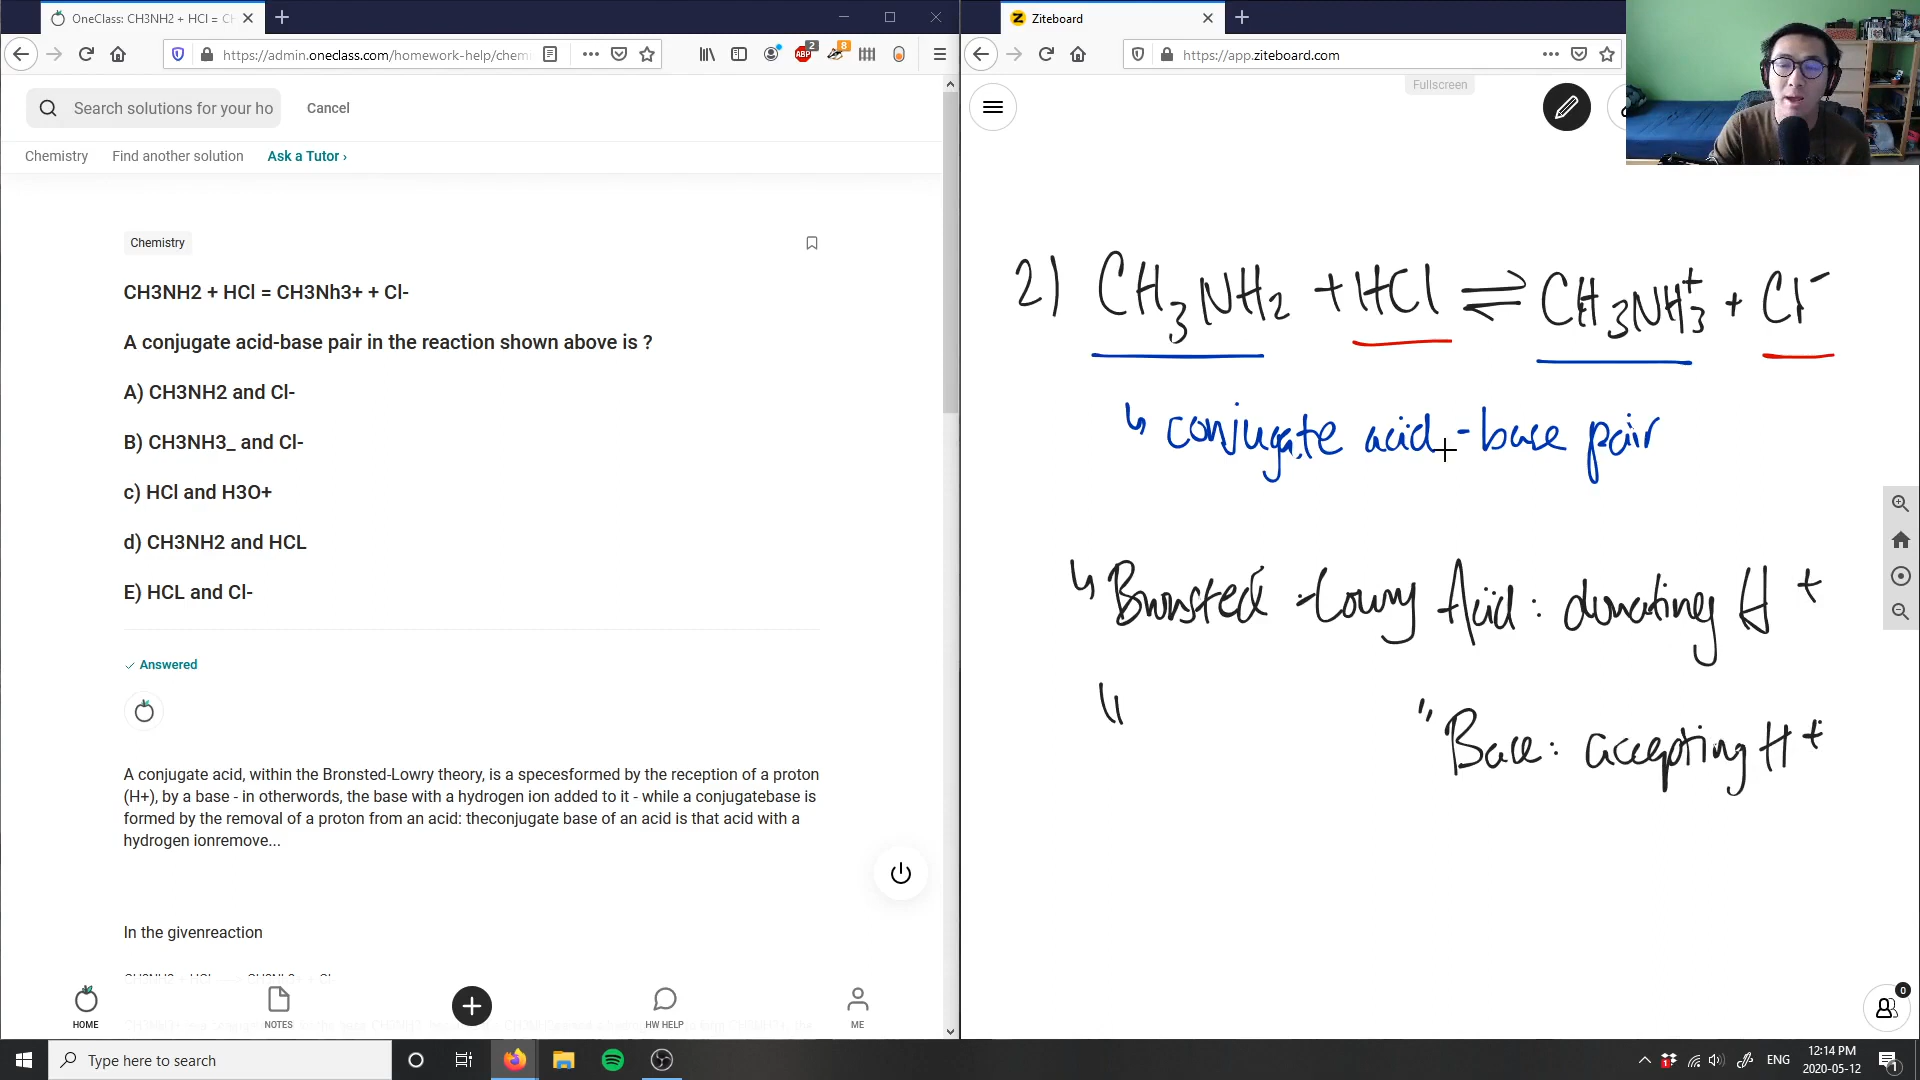 OneClass: CH3NH2 + HCl = CH
Ziteboard
https://admin.oneclass.com/homework-help/chemi
2
8
https://app.ziteboard.com
Search solutions for your ho
Cancel
Fullscreen
Chemistry
Find another solution
Ask a Tutor ›
Chemistry
CH3NH2 + HCl = CH3Nh3+ + Cl-
A conjugate acid-base pair in the reaction shown above is ?
A) CH3NH2 and Cl-
B) CH3NH3_ and Cl-
c) HCl and H3O+
d) CH3NH2 and HCL
E) HCL and Cl-
Answered
A conjugate acid, within the Bronsted-Lowry theory, is a specesformed by the reception of a proton
(H+), by a base - in otherwords, the base with a hydrogen ion added to it - while a conjugatebase is
formed by the removal of a proton from an acid: theconjugate base of an acid is that acid with a
hydrogen ionremove...
In the givenreaction
HOME
NOTES
HW HELP
ME
2) CH3NH2 + HCl ⇌ CH3NH3+ + Cl-
↳ conjugate acid - base pair
↳ Bronsted - Lowry Acid: donating H+
" " Base: accepting H+
0
Type here to search
ENG
12:14 PM
2020-05-12
1